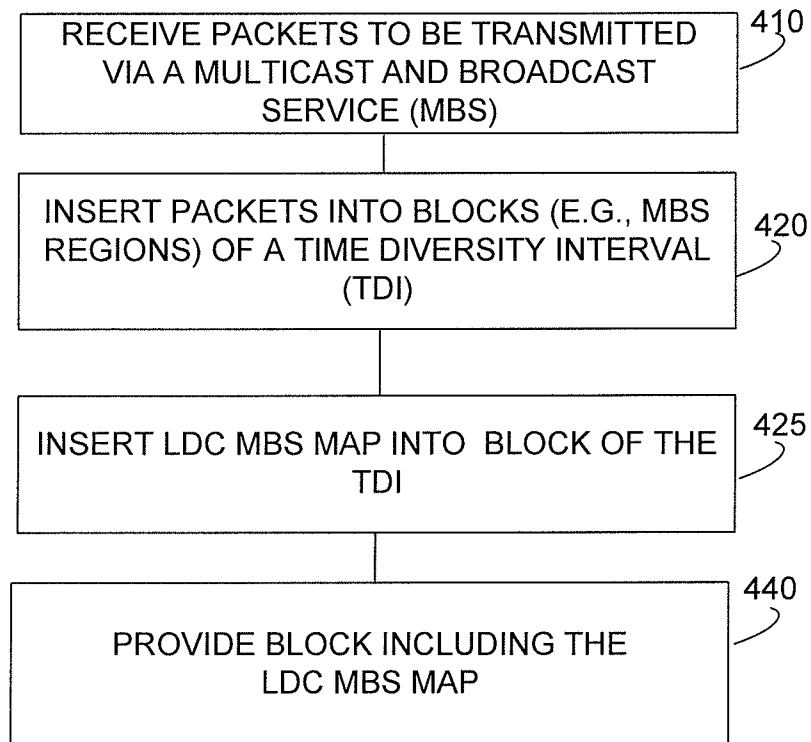 RECEIVE PACKETS TO BE TRANSMITTED
VIA A MULTICAST AND BROADCAST
SERVICE (MBS)
410
INSERT PACKETS INTO BLOCKS (E.G., MBS
REGIONS) OF A TIME DIVERSITY INTERVAL
(TDI)
420
INSERT LDC MBS MAP INTO BLOCK OF THE
TDI
425
PROVIDE BLOCK INCLUDING THE
LDC MBS MAP
440